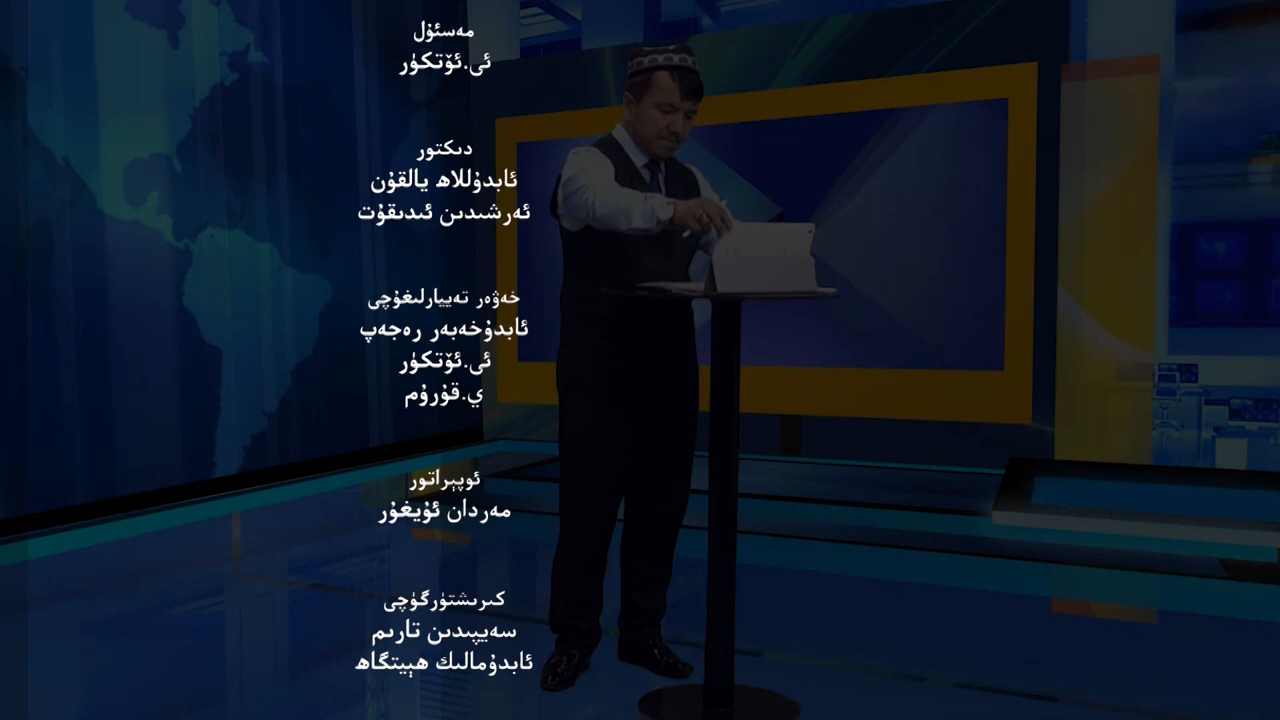 مەسئۇل
ئى.ئۆتكۈر
دىكتور
ئابدۇللاھ يالقۇن
ئەرشىدىن ئىدىقۇت
خەۋەر تەييارلىغۇچى
ئابدۇخەبەر رەجەپ
ئى.ئۆتكۈر
ي.قۇرۇم
ئوپېراتور
مەردان ئۇيغۇر
كىرىشتۈرگۈچى
سەيپىدىن تارىم
ئابدۇمالىك ھېيتگاھ